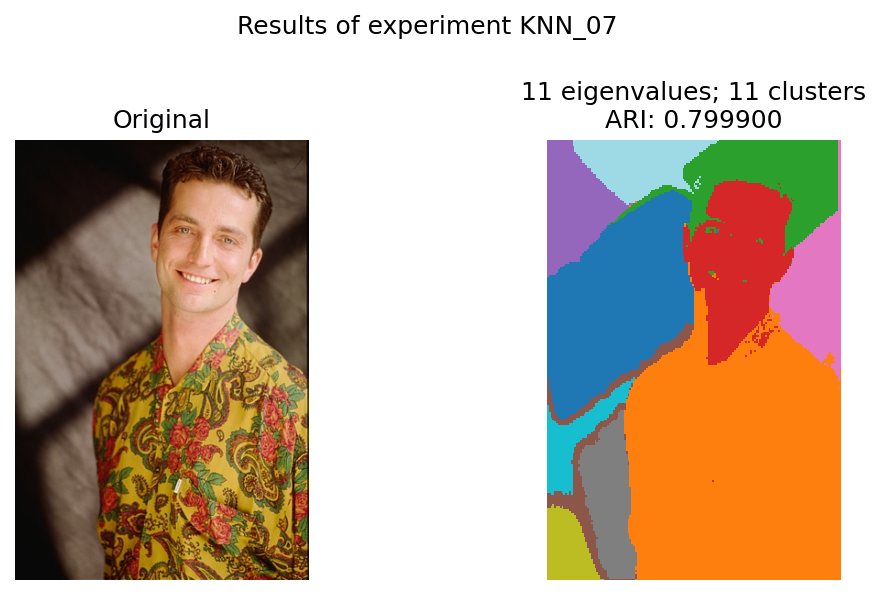 Results of experiment KNN_07
Original
11 eigenvalues; 11 clusters
ARI: 0.799900